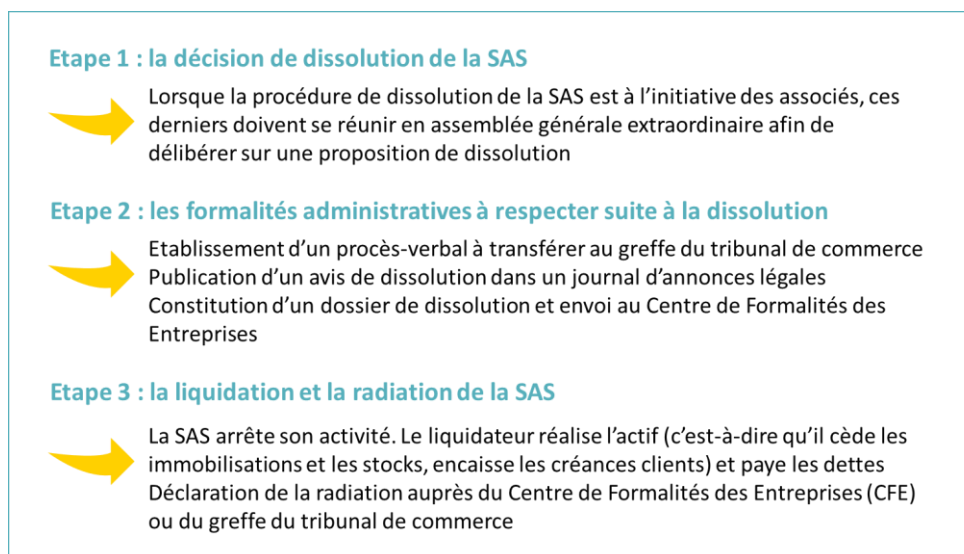 Etape 1 : la décision de dissolution de la SAS
Lorsque la procédure de dissolution de la SAS est à l’initiative des associés, ces
derniers doivent se réunir en assemblée générale extraordinaire afin de
délibérer sur une proposition de dissolution
Etape 2 : les formalités administratives à respecter suite à la dissolution
Etablissement d’un procès-verbal à transférer au greffe du tribunal de commerce
Publication d’un avis de dissolution dans un journal d’annonces légales
Constitution d’un dossier de dissolution et envoi au Centre de Formalités des
Entreprises
Etape 3 : la liquidation et la radiation de la SAS
La SAS arrête son activité. Le liquidateur réalise l’actif (c’est-à-dire qu’il cède les
immobilisations et les stocks, encaisse les créances clients) et paye les dettes
Déclaration de la radiation auprès du Centre de Formalités des Entreprises (CFE)
ou du greffe du tribunal de commerce